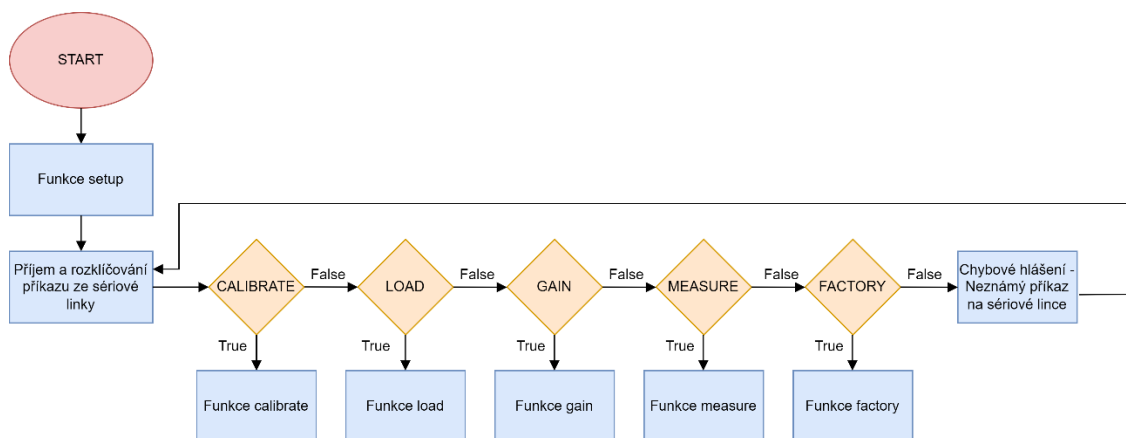 START
Funkce setup
Příjem a rozklíčování
příkazu ze sériové
linky
CALIBRATE
False
LOAD
False
GAIN
False
MEASURE
False
FACTORY
False
Chybové hlášení -
Neznámý příkaz
na sériové lince
True
True
True
True
True
Funkce calibrate
Funkce load
Funkce gain
Funkce measure
Funkce factory